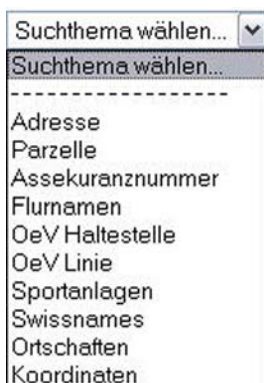 Suchthema wählen...
Suchthema wählen...
------------------
Adresse
Parzelle
Assekuranznummer
Flurnamen
OeV Haltestelle
OeV Linie
Sportanlagen
Swissnames
Ortschaften
Koordinaten